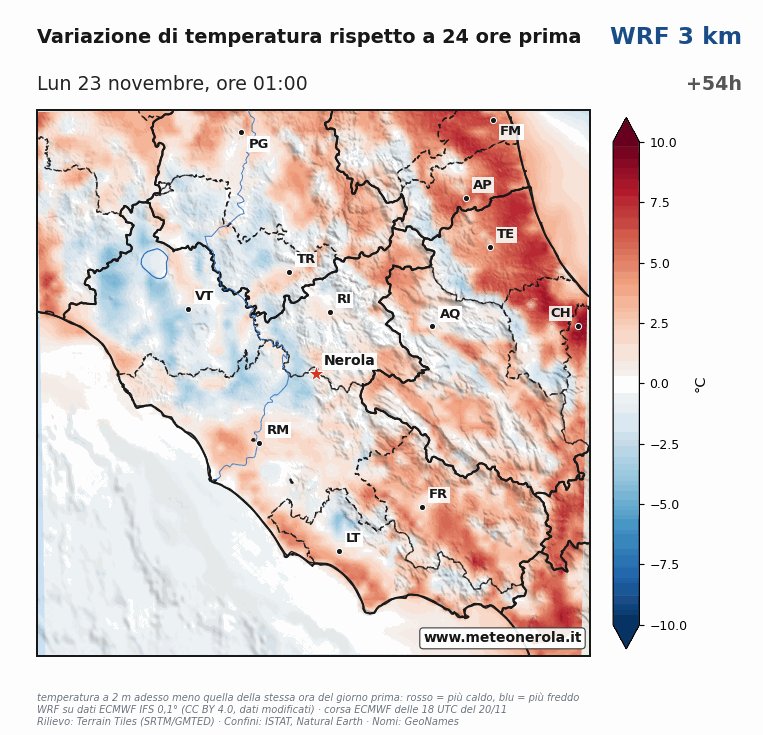 Variazione di temperatura rispetto a 24 ore prima
WRF 3 km
Lun 23 novembre, ore 01:00
+54h
PG
FM
AP
TE
TR
VT
RI
AQ
CH
Nerola
RM
FR
LT
www.meteonerola.it
10.0
7.5
5.0
2.5
0.0
−2.5
−5.0
−7.5
−10.0
°C
temperatura a 2 m adesso meno quella della stessa ora del giorno prima: rosso = più caldo, blu = più freddo
WRF su dati ECMWF IFS 0,1° (CC BY 4.0, dati modificati) · corsa ECMWF delle 18 UTC del 20/11
Rilievo: Terrain Tiles (SRTM/GMTED) · Confini: ISTAT, Natural Earth · Nomi: GeoNames